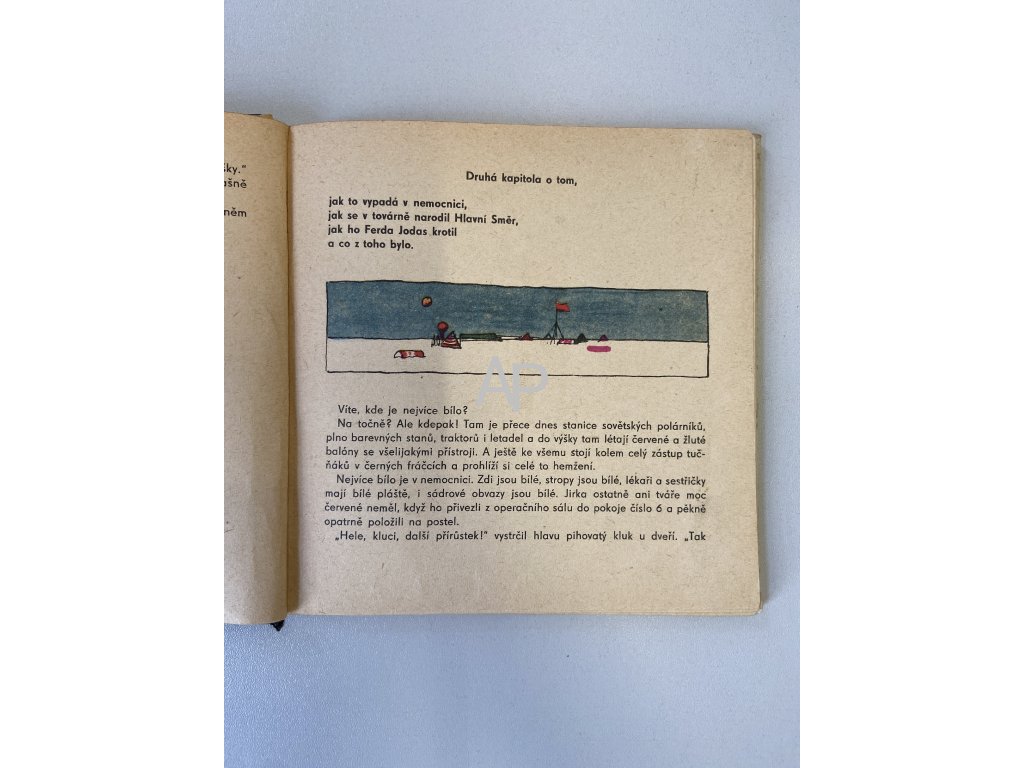 šky."
ašně
ném
Druhá kapitola o tom,
jak to vypadá v nemocnici,
jak se v továrně narodil Hlavní Směr,
jak ho Ferda Jodas krotil
a co z toho bylo.
AP
Víte, kde je nejvíce bílo?
Na točně? Ale kdepak! Tam je přece dnes stanice sovětských polárníků,
plno barevných stanů, traktorů i letadel a do výšky tam létají červené a žluté
balóny se všelijakými přístroji. A ještě ke všemu stojí kolem celý zástup tuč-
ňáků v černých fráčcích a prohlíží si celé to hemžení.
Nejvíce bílo je v nemocnici. Zdi jsou bílé, stropy jsou bílé, lékaři a sestřičky
mají bílé pláště, i sádrové obvazy jsou bílé. Jirka ostatně ani tváře moc
červené neměl, když ho přivezli z operačního sálu do pokoje číslo 6 a pěkně
opatrně položili na postel.
„Hele, kluci, další přírůstek!" vystrčil hlavu pihovatý kluk u dveří. „Tak